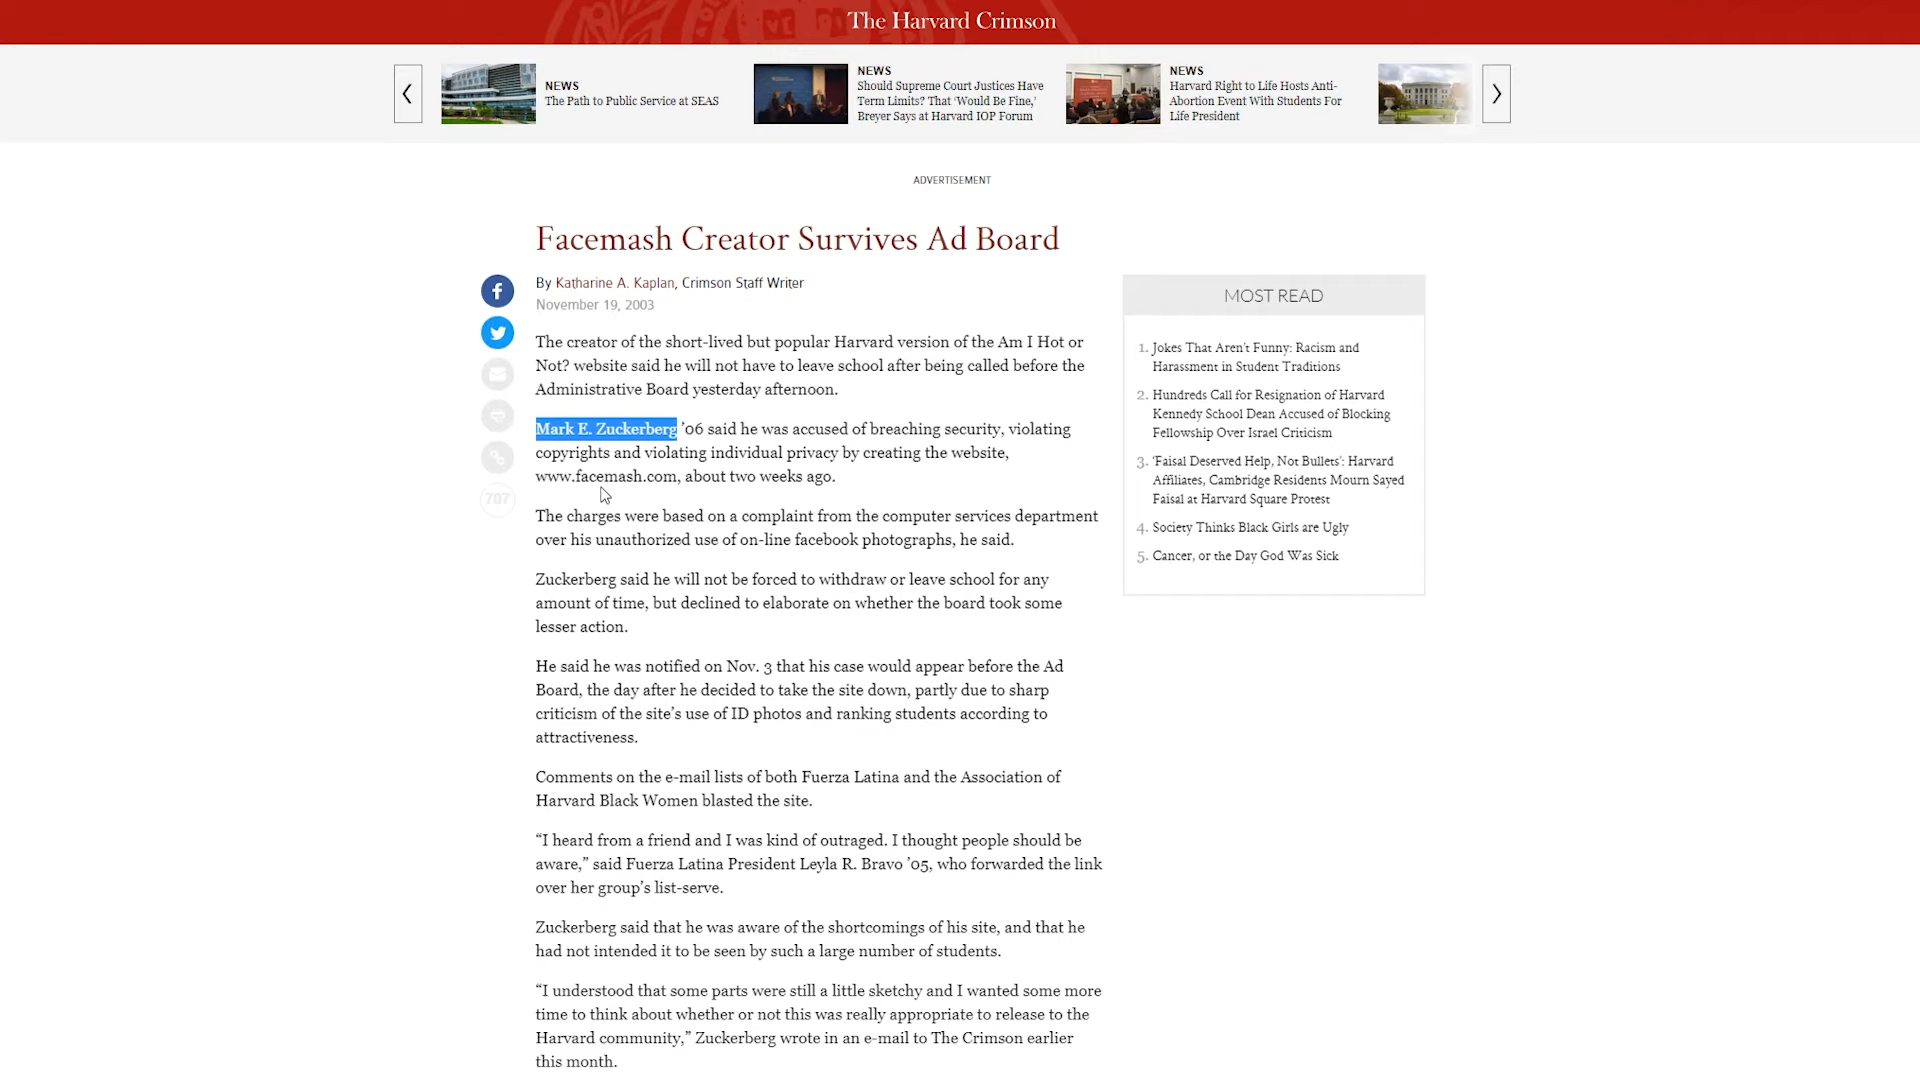 The Harvard Crimson
NEWS
The Path to Public Service at SEAS
NEWS
Should Supreme Court Justices Have
Term Limits? That ‘Would Be Fine,’
Breyer Says at Harvard IOP Forum
NEWS
Harvard Right to Life Hosts Anti-
Abortion Event With Students For
Life President
ADVERTISEMENT
Facemash Creator Survives Ad Board
By Katharine A. Kaplan, Crimson Staff Writer
November 19, 2003
The creator of the short-lived but popular Harvard version of the Am I Hot or
Not? website said he will not have to leave school after being called before the
Administrative Board yesterday afternoon.
Mark E. Zuckerberg ’06 said he was accused of breaching security, violating
copyrights and violating individual privacy by creating the website,
www.facemash.com, about two weeks ago.
The charges were based on a complaint from the computer services department
over his unauthorized use of on-line facebook photographs, he said.
Zuckerberg said he will not be forced to withdraw or leave school for any
amount of time, but declined to elaborate on whether the board took some
lesser action.
He said he was notified on Nov. 3 that his case would appear before the Ad
Board, the day after he decided to take the site down, partly due to sharp
criticism of the site’s use of ID photos and ranking students according to
attractiveness.
Comments on the e-mail lists of both Fuerza Latina and the Association of
Harvard Black Women blasted the site.
“I heard from a friend and I was kind of outraged. I thought people should be
aware,” said Fuerza Latina President Leyla R. Bravo ’05, who forwarded the link
over her group’s list-serve.
Zuckerberg said that he was aware of the shortcomings of his site, and that he
had not intended it to be seen by such a large number of students.
“I understood that some parts were still a little sketchy and I wanted some more
time to think about whether or not this was really appropriate to release to the
Harvard community,” Zuckerberg wrote in an e-mail to The Crimson earlier
this month.
707
MOST READ
1. Jokes That Aren’t Funny: Racism and
Harassment in Student Traditions
2. Hundreds Call for Resignation of Harvard
Kennedy School Dean Accused of Blocking
Fellowship Over Israel Criticism
3. ‘Faisal Deserved Help, Not Bullets’: Harvard
Affiliates, Cambridge Residents Mourn Sayed
Faisal at Harvard Square Protest
4. Society Thinks Black Girls are Ugly
5. Cancer, or the Day God Was Sick